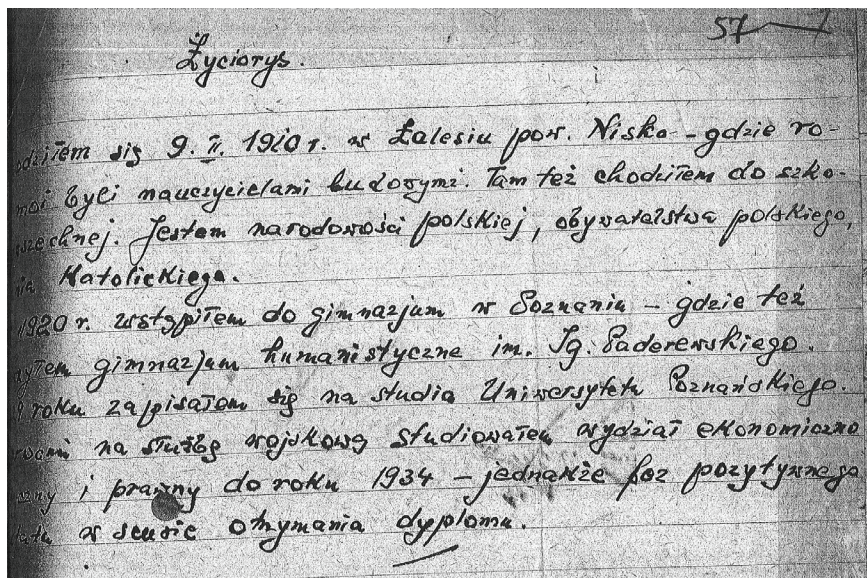 57
Życiorys.
dziłem się 9. II. 1910 r. w Zalesiu pow. Nisko - gdzie ro-
moi byli nauczycielami ludowymi. Tam też chodziłem do szko-
wszechnej. Jestem narodowości polskiej, obywatelstwa polskiego,
Katolickiego.
1920 r. wstąpiłem do gimnazjum w Poznaniu - gdzie też
gimnazjum humanistyczne im. Ig. Paderewskiego.
roku zapisałem się na studia Uniwersytetu Poznańskiego.
na służbę wojskową studiowałem wydział ekonomiczno
i prawny do roku 1934 - jednakże bez pozytywnego
w sensie otrzymania dyplomu.